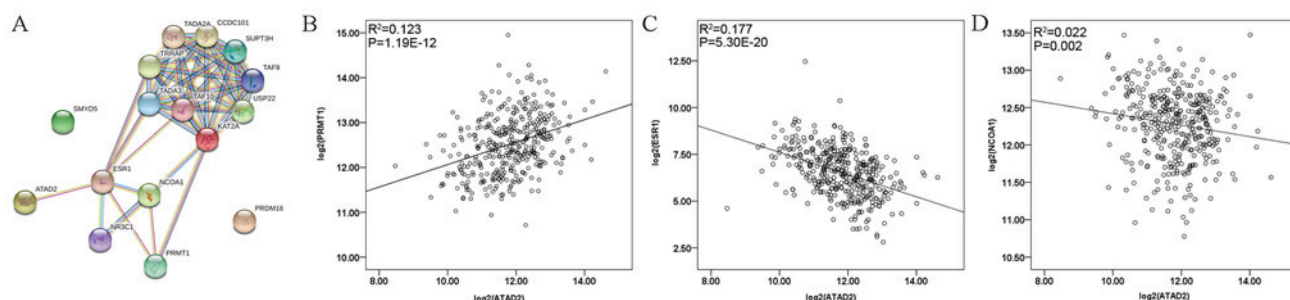 A
TADA2A
CCDC101
SUPT3H
TRRAP
TAF9
TADA3
TAF10
USP22
KAT2A
SMYD5
ESR1
NCOA1
ATAD2
PRDM16
NR3C1
PRMT1
B
R²=0.123
P=1.19E-12
log2(PRMT1)
15.00
14.00
13.00
12.00
11.00
10.00
8.00 10.00 12.00 14.00
log2(ATAD2)
C
R²=0.177
P=5.30E-20
log2(ESR1)
12.50
10.00
7.50
5.00
2.50
8.00 10.00 12.00 14.00
log2(ATAD2)
D
R²=0.022
P=0.002
log2(NCOA1)
13.50
13.00
12.50
12.00
11.50
11.00
10.50
8.00 10.00 12.00 14.00
log2(ATAD2)